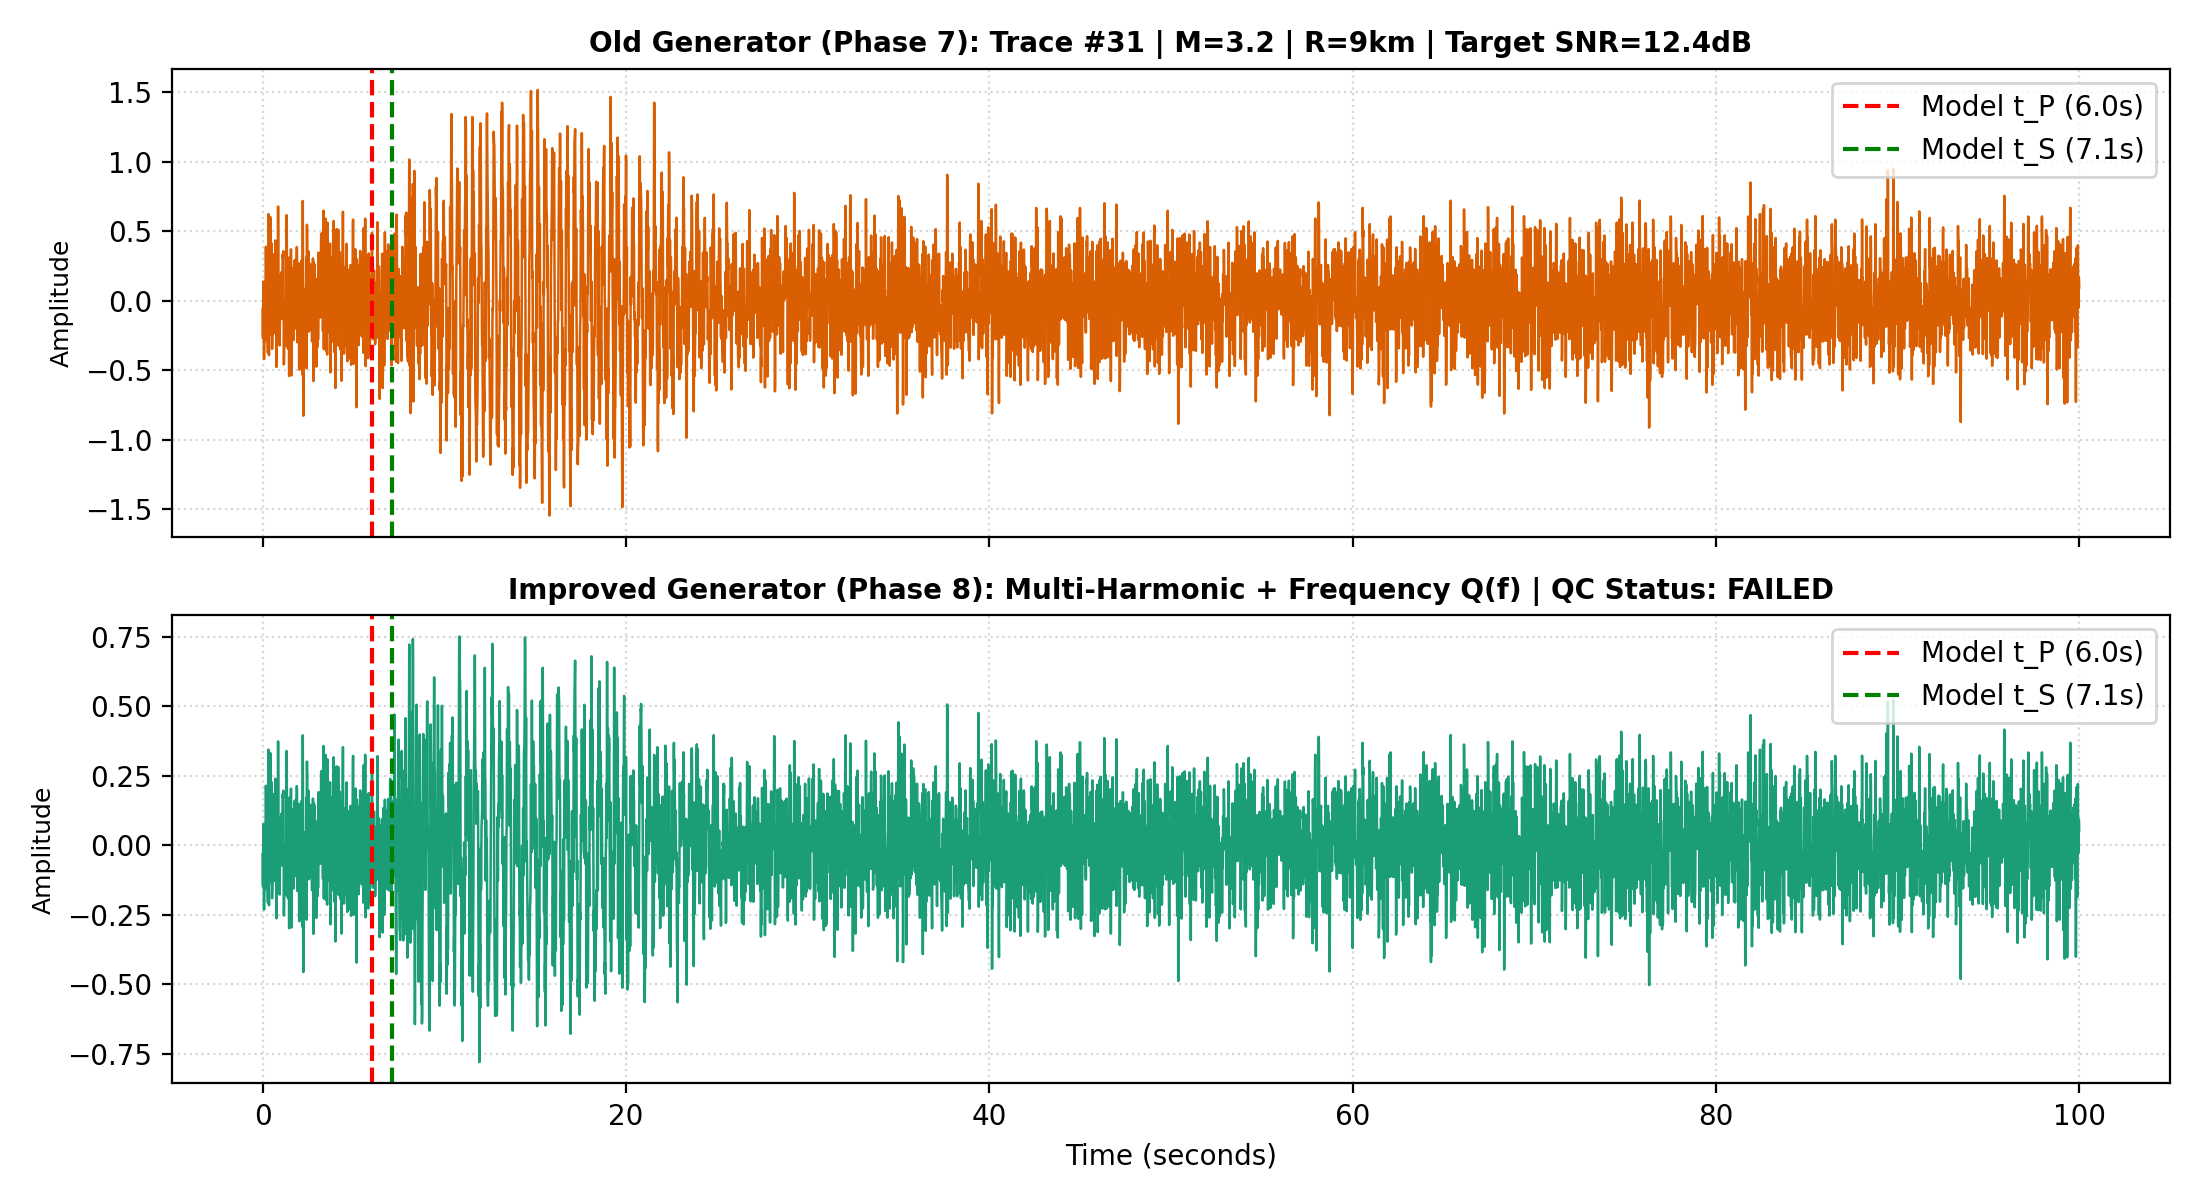 Old Generator (Phase 7): Trace #31 | M=3.2 | R=9km | Target SNR=12.4dB
1.5
1.0
0.5
0.0
−0.5
−1.0
−1.5
Amplitude
Model t_P (6.0s)
Model t_S (7.1s)
Improved Generator (Phase 8): Multi-Harmonic + Frequency Q(f) | QC Status: FAILED
0.75
0.50
0.25
0.00
−0.25
−0.50
−0.75
Amplitude
Model t_P (6.0s)
Model t_S (7.1s)
0 20 40 60 80 100
Time (seconds)